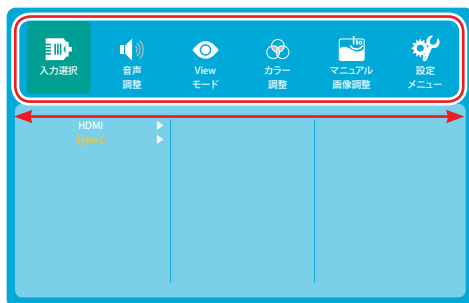 入力選択
音声
調整
View
モード
カラー
調整
マニュアル
画像調整
設定
メニュー
HDMI
Type C